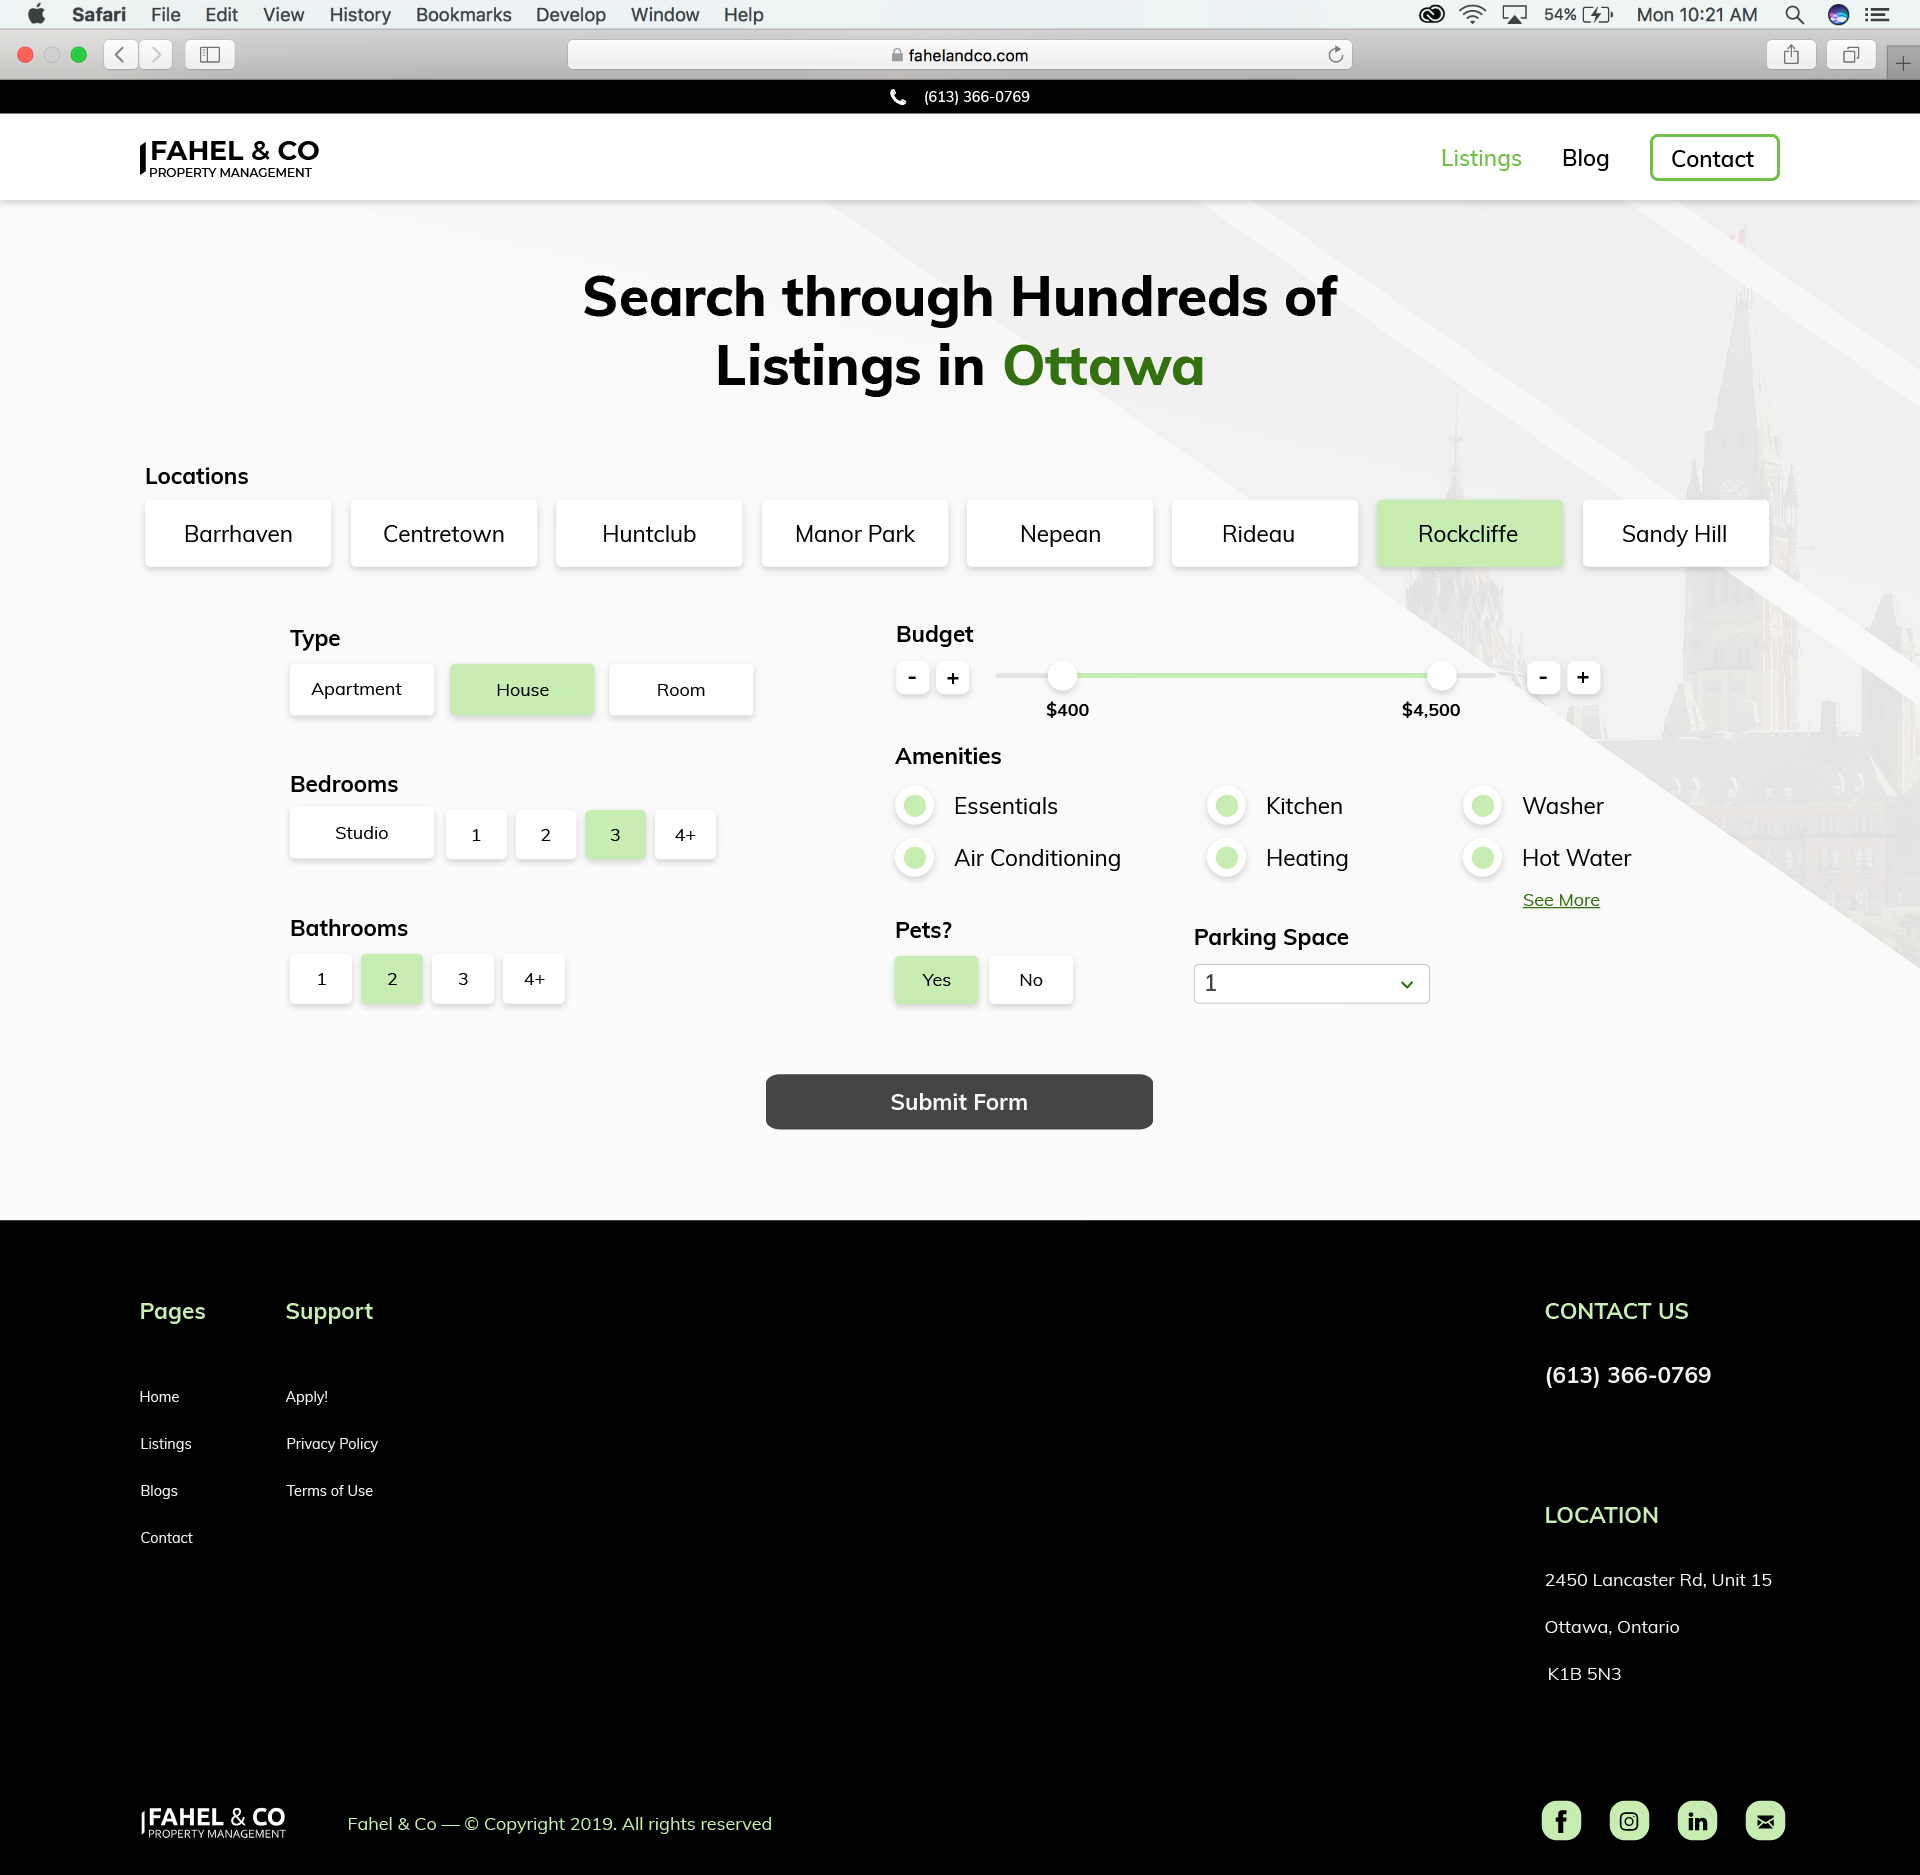 Safari File Edit View History Bookmarks Develop Window Help 54% Mon 10:21 AM
fahelandco.com
(613) 366-0769
FAHEL & CO
PROPERTY MANAGEMENT
Listings Blog Contact
Search through Hundreds of
Listings in Ottawa
Locations
Barrhaven Centretown Huntclub Manor Park Nepean Rideau Rockcliffe Sandy Hill
Type
Apartment House Room
Bedrooms
Studio 1 2 3 4+
Bathrooms
1 2 3 4+
Budget
- + - +
$400 $4,500
Amenities
Essentials Kitchen Washer
Air Conditioning Heating Hot Water
See More
Pets?
Yes No
Parking Space
1
Submit Form
Pages Support CONTACT US
Home Apply! (613) 366-0769
Listings Privacy Policy
Blogs Terms of Use
Contact
LOCATION
2450 Lancaster Rd, Unit 15
Ottawa, Ontario
K1B 5N3
FAHEL & CO
PROPERTY MANAGEMENT
Fahel & Co — © Copyright 2019. All rights reserved